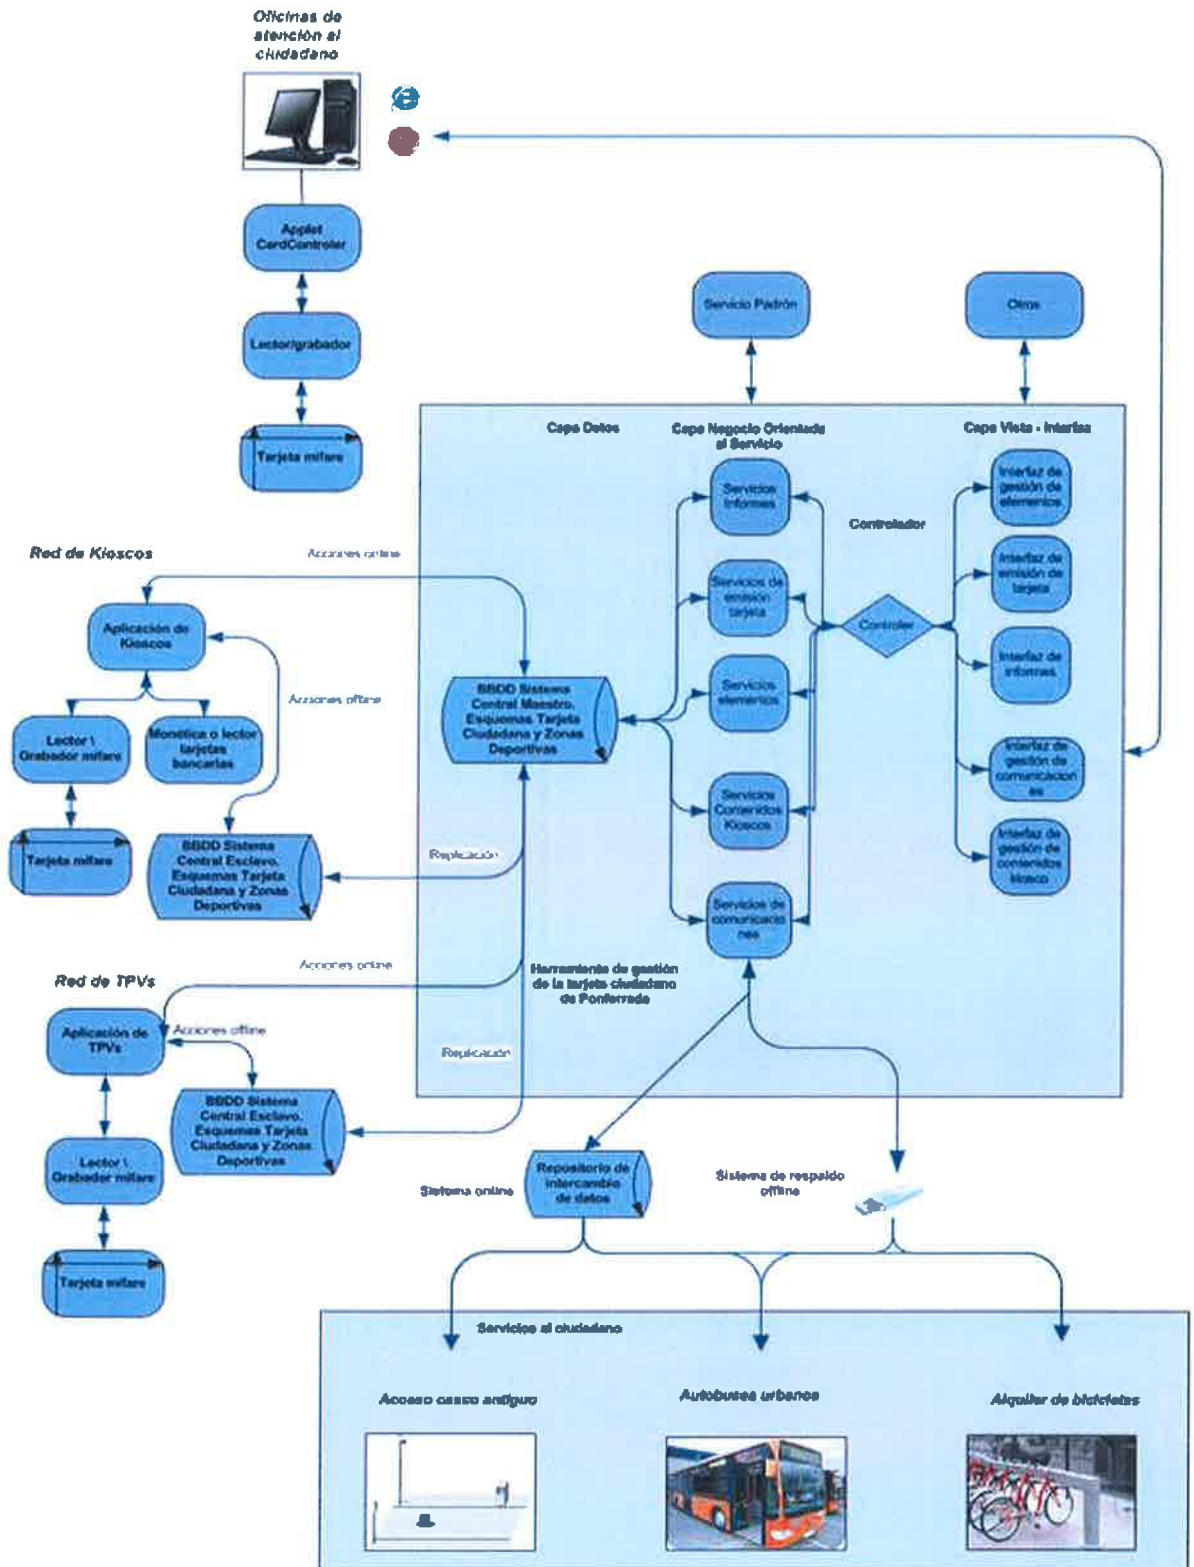 Oficinas de
atención al
ciudadano
Applet
CardControler
Lector/grabador
Tarjeta mifare
Servicio Padrón
Otros
Capa Datos
Capa Negocio Orientada
al Servicio
Capa Vista - Interfaz
Servicios
Informes
Interfaz de
gestión de
elementos
Controlador
Red de Kioscos
Acciones online
Servicios de
emisión
tarjeta
Interfaz de
emisión de
tarjeta
Aplicación de
Kioscos
Controler
Acciones offline
Interfaz de
informes
BBDD Sistema
Central Maestro.
Esquemas Tarjeta
Ciudadana y Zonas
Deportivas
Servicios
elementos
Lector \
Grabador mifare
Monética o lector
tarjetas
bancarias
Interfaz de
gestión de
comunicacion
es
Servicios
Contenidos
Kioscos
Tarjeta mifare
BBDD Sistema
Central Esclavo.
Esquemas Tarjeta
Ciudadana y Zonas
Deportivas
Replicación
Interfaz de
gestión de
contenidos
kiosco
Servicios de
comunicacio
nes
Red de TPVs
Acciones online
Herramienta de gestión
de la tarjeta ciudadano
de Ponferrada
Aplicación de
TPVs
Acciones offline
Replicación
BBDD Sistema
Central Esclavo.
Esquemas Tarjeta
Ciudadana y Zonas
Deportivas
Lector \
Grabador mifare
Sistema online
Repositorio de
intercambio
de datos
Sistema de respaldo
offline
Tarjeta mifare
Servicios al ciudadano
Acceso casco antiguo
Autobuses urbanos
Alquiler de bicicletas